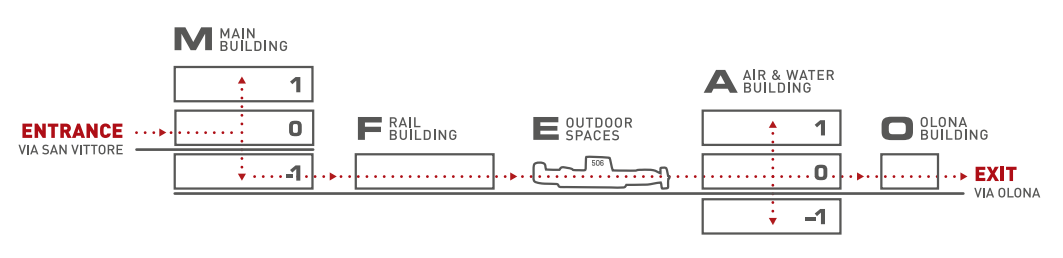 M MAIN
BUILDING
1
0
-1
ENTRANCE
VIA SAN VITTORE
F RAIL
BUILDING
E OUTDOOR
SPACES
506
A AIR & WATER
BUILDING
1
0
-1
O OLONA
BUILDING
EXIT
VIA OLONA